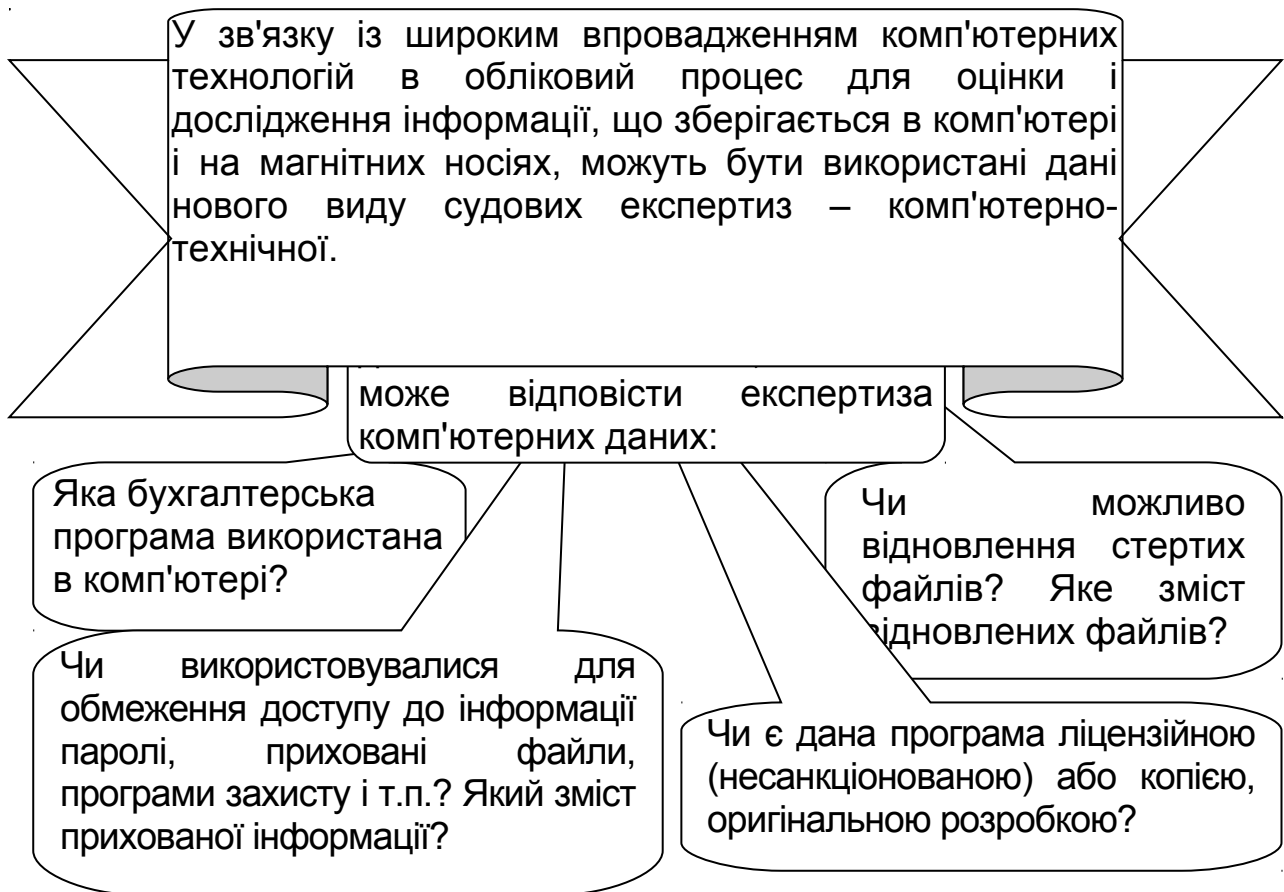 У зв'язку із широким впровадженням комп'ютерних
технологій в обліковий процес для оцінки і
дослідження інформації, що зберігається в комп'ютері
і на магнітних носіях, можуть бути використані дані
нового виду судових експертиз – комп'ютерно-
технічної.
може відповісти експертиза
комп'ютерних даних:
Яка бухгалтерська
програма використана
в комп'ютері?
Чи можливо
відновлення стертих
файлів? Яке зміст
відновлених файлів?
Чи використовувалися для
обмеження доступу до інформації
паролі, приховані файли,
програми захисту і т.п.? Який зміст
прихованої інформації?
Чи є дана програма ліцензійною
(несанкціонованою) або копією,
оригінальною розробкою?